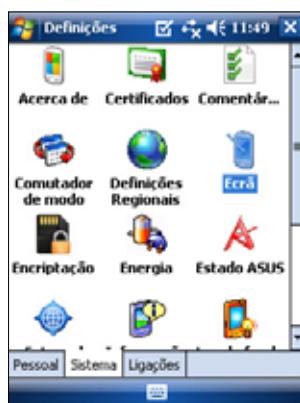 Definições 11:49
Acerca de Certificados Comentár...
Comutador de modo Definições Regionais Ecrã
Encriptação Energia Estado ASUS
Pessoal Sistema Ligações